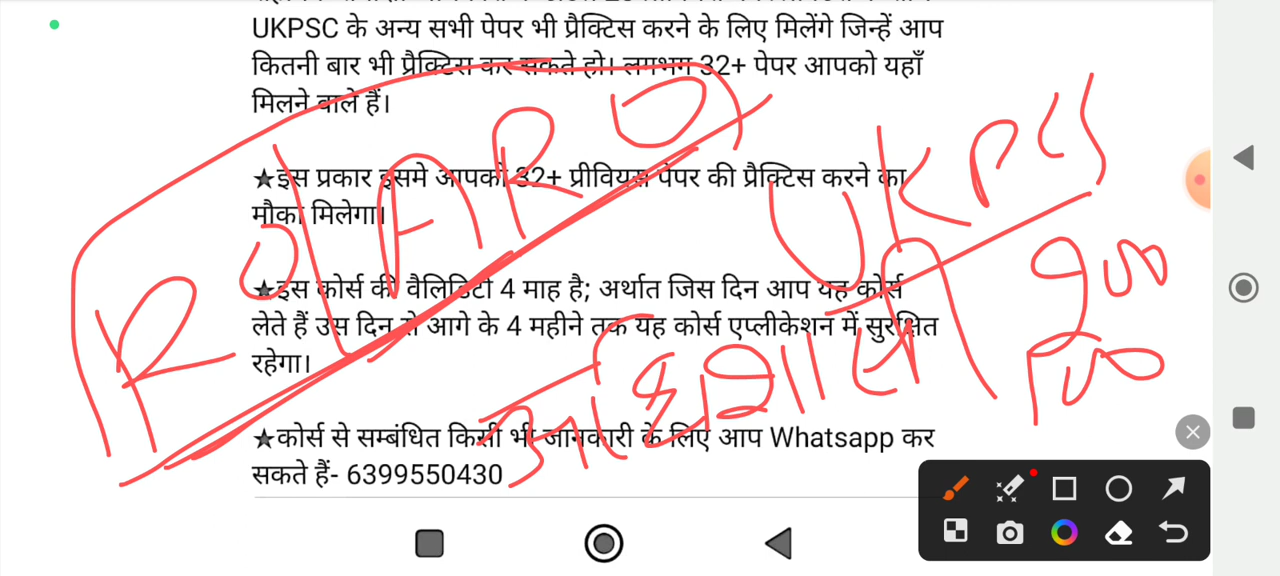 UKPSC के अन्य सभी पेपर भी प्रैक्टिस करने के लिए मिलेंगे जिन्हें आप
कितनी बार भी प्रैक्टिस कर सकते हो। लगभग 32+ पेपर आपको यहाँ
मिलने वाले हैं।
★इस प्रकार इसमे आपको 32+ प्रीवियस पेपर की प्रैक्टिस करने का
मौका मिलेगा।
★इस कोर्स की वैलिडिटी 4 माह है; अर्थात जिस दिन आप यह कोर्स
लेते हैं उस दिन से आगे के 4 महीने तक यह कोर्स एप्लीकेशन में सुरक्षित
रहेगा।
★कोर्स से सम्बंधित किसी भी जानकारी के लिए आप Whatsapp कर
सकते हैं- 6399550430
RO/ARO
UKPCS
900